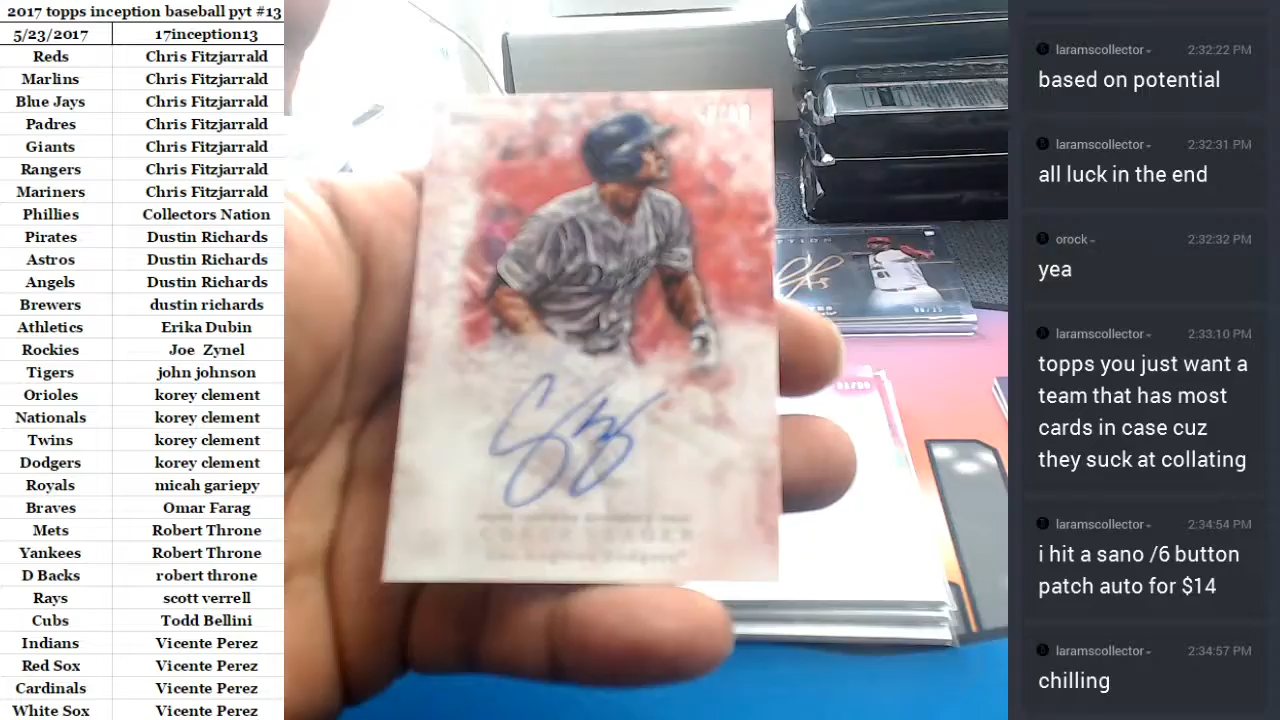 2017 topps inception baseball pyt #13
5/23/2017 17inception13
Reds Chris Fitzjarrald
Marlins Chris Fitzjarrald
Blue Jays Chris Fitzjarrald
Padres Chris Fitzjarrald
Giants Chris Fitzjarrald
Rangers Chris Fitzjarrald
Mariners Chris Fitzjarrald
Phillies Collectors Nation
Pirates Dustin Richards
Astros Dustin Richards
Angels Dustin Richards
Brewers dustin richards
Athletics Erika Dubin
Rockies Joe Zynel
Tigers john johnson
Orioles korey clement
Nationals korey clement
Twins korey clement
Dodgers korey clement
Royals micah gariepy
Braves Omar Farag
Mets Robert Throne
Yankees Robert Throne
D Backs robert throne
Rays scott verrell
Cubs Todd Bellini
Indians Vicente Perez
Red Sox Vicente Perez
Cardinals Vicente Perez
White Sox Vicente Perez
Los Angeles Dodgers
laramscollector 2:32:22 PM
based on potential
laramscollector 2:32:31 PM
all luck in the end
orock 2:32:32 PM
yea
laramscollector 2:33:10 PM
topps you just want a
team that has most
cards in case cuz
they suck at collating
laramscollector 2:34:54 PM
i hit a sano /6 button
patch auto for $14
laramscollector 2:34:57 PM
chilling